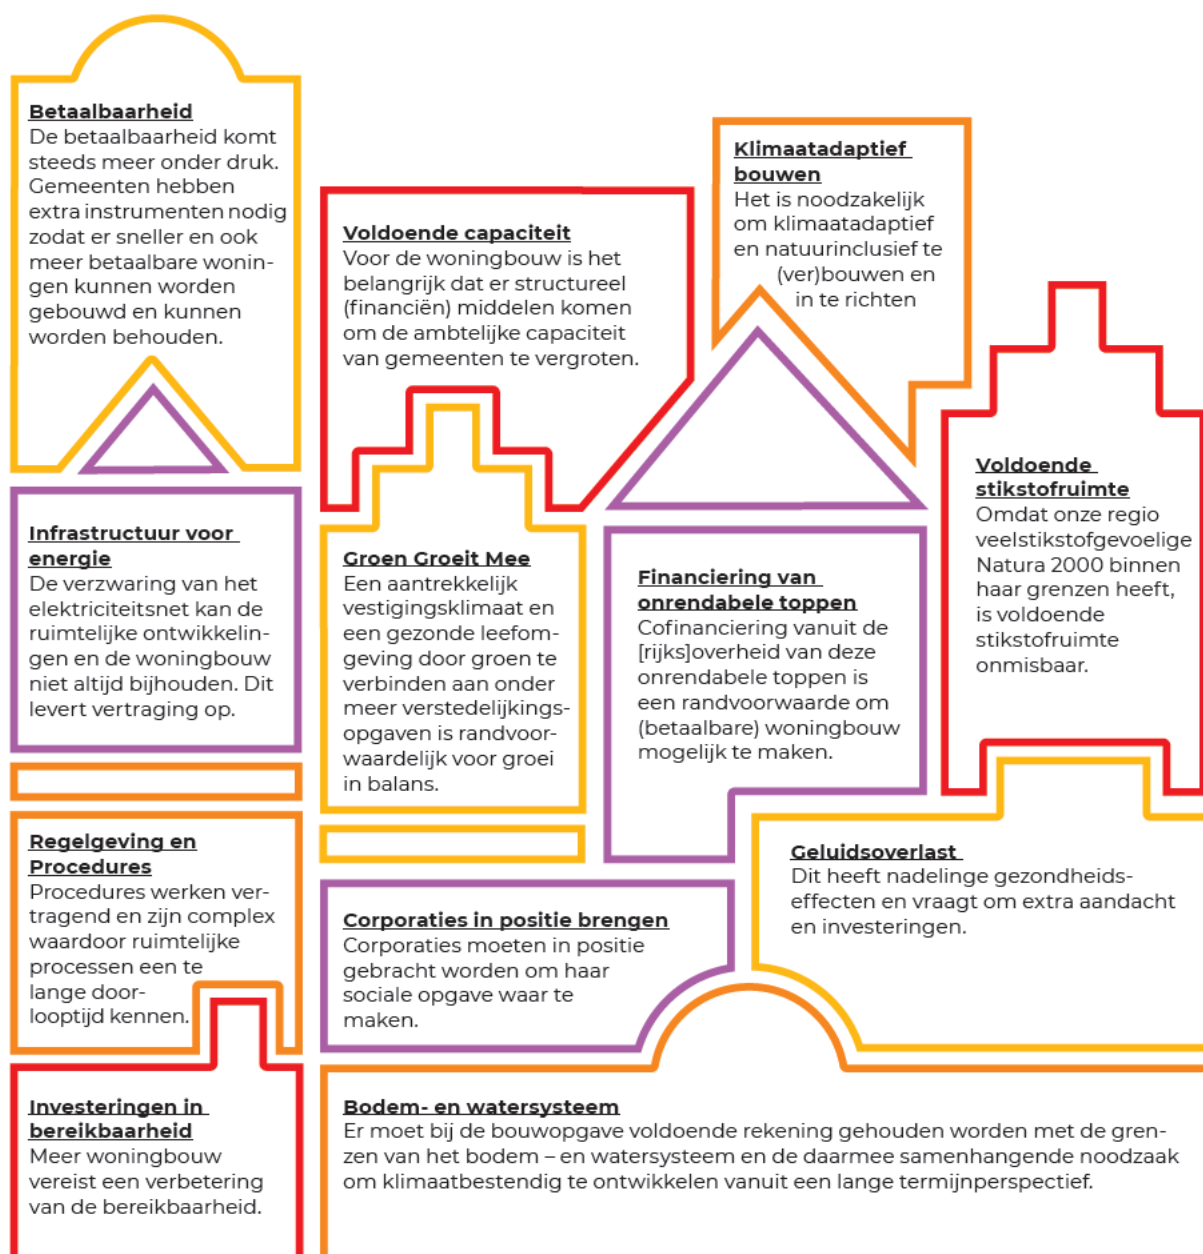 Betaalbaarheid
De betaalbaarheid komt
steeds meer onder druk.
Gemeenten hebben
extra instrumenten nodig
zodat er sneller en ook
meer betaalbare wonin-
gen kunnen worden
gebouwd en kunnen
worden behouden.
Infrastructuur voor
energie
De verzwaring van het
elektriciteitsnet kan de
ruimtelijke ontwikkelin-
gen en de woningbouw
niet altijd bijhouden. Dit
levert vertraging op.
Regelgeving en
Procedures
Procedures werken ver-
tragend en zijn complex
waardoor ruimtelijke
processen een te
lange door-
looptijd kennen.
Investeringen in
bereikbaarheid
Meer woningbouw
vereist een verbetering
van de bereikbaarheid.
Voldoende capaciteit
Voor de woningbouw is het
belangrijk dat er structureel
(financiën) middelen komen
om de ambtelijke capaciteit
van gemeenten te vergroten.
Groen Groeit Mee
Een aantrekkelijk
vestigingsklimaat en
een gezonde leefom-
geving door groen te
verbinden aan onder
meer verstedelijkings-
opgaven is randvoor-
waardelijk voor groei
in balans.
Corporaties in positie brengen
Corporaties moeten in positie
gebracht worden om haar
sociale opgave waar te
maken.
Klimaatadaptief
bouwen
Het is noodzakelijk
om klimaatadaptief
en natuurinclusief te
(ver)bouwen en
in te richten
Financiering van
onrendabele toppen
Cofinanciering vanuit de
[rijks]overheid van deze
onrendabele toppen is
een randvoorwaarde om
(betaalbare) woningbouw
mogelijk te maken.
Voldoende
stikstofruimte
Omdat onze regio
veelstikstofgevoelige
Natura 2000 binnen
haar grenzen heeft,
is voldoende
stikstofruimte
onmisbaar.
Geluidsoverlast
Dit heeft nadelinge gezondheids-
effecten en vraagt om extra aandacht
en investeringen.
Bodem- en watersysteem
Er moet bij de bouwopgave voldoende rekening gehouden worden met de gren-
zen van het bodem – en watersysteem en de daarmee samenhangende noodzaak
om klimaatbestendig te ontwikkelen vanuit een lange termijnperspectief.